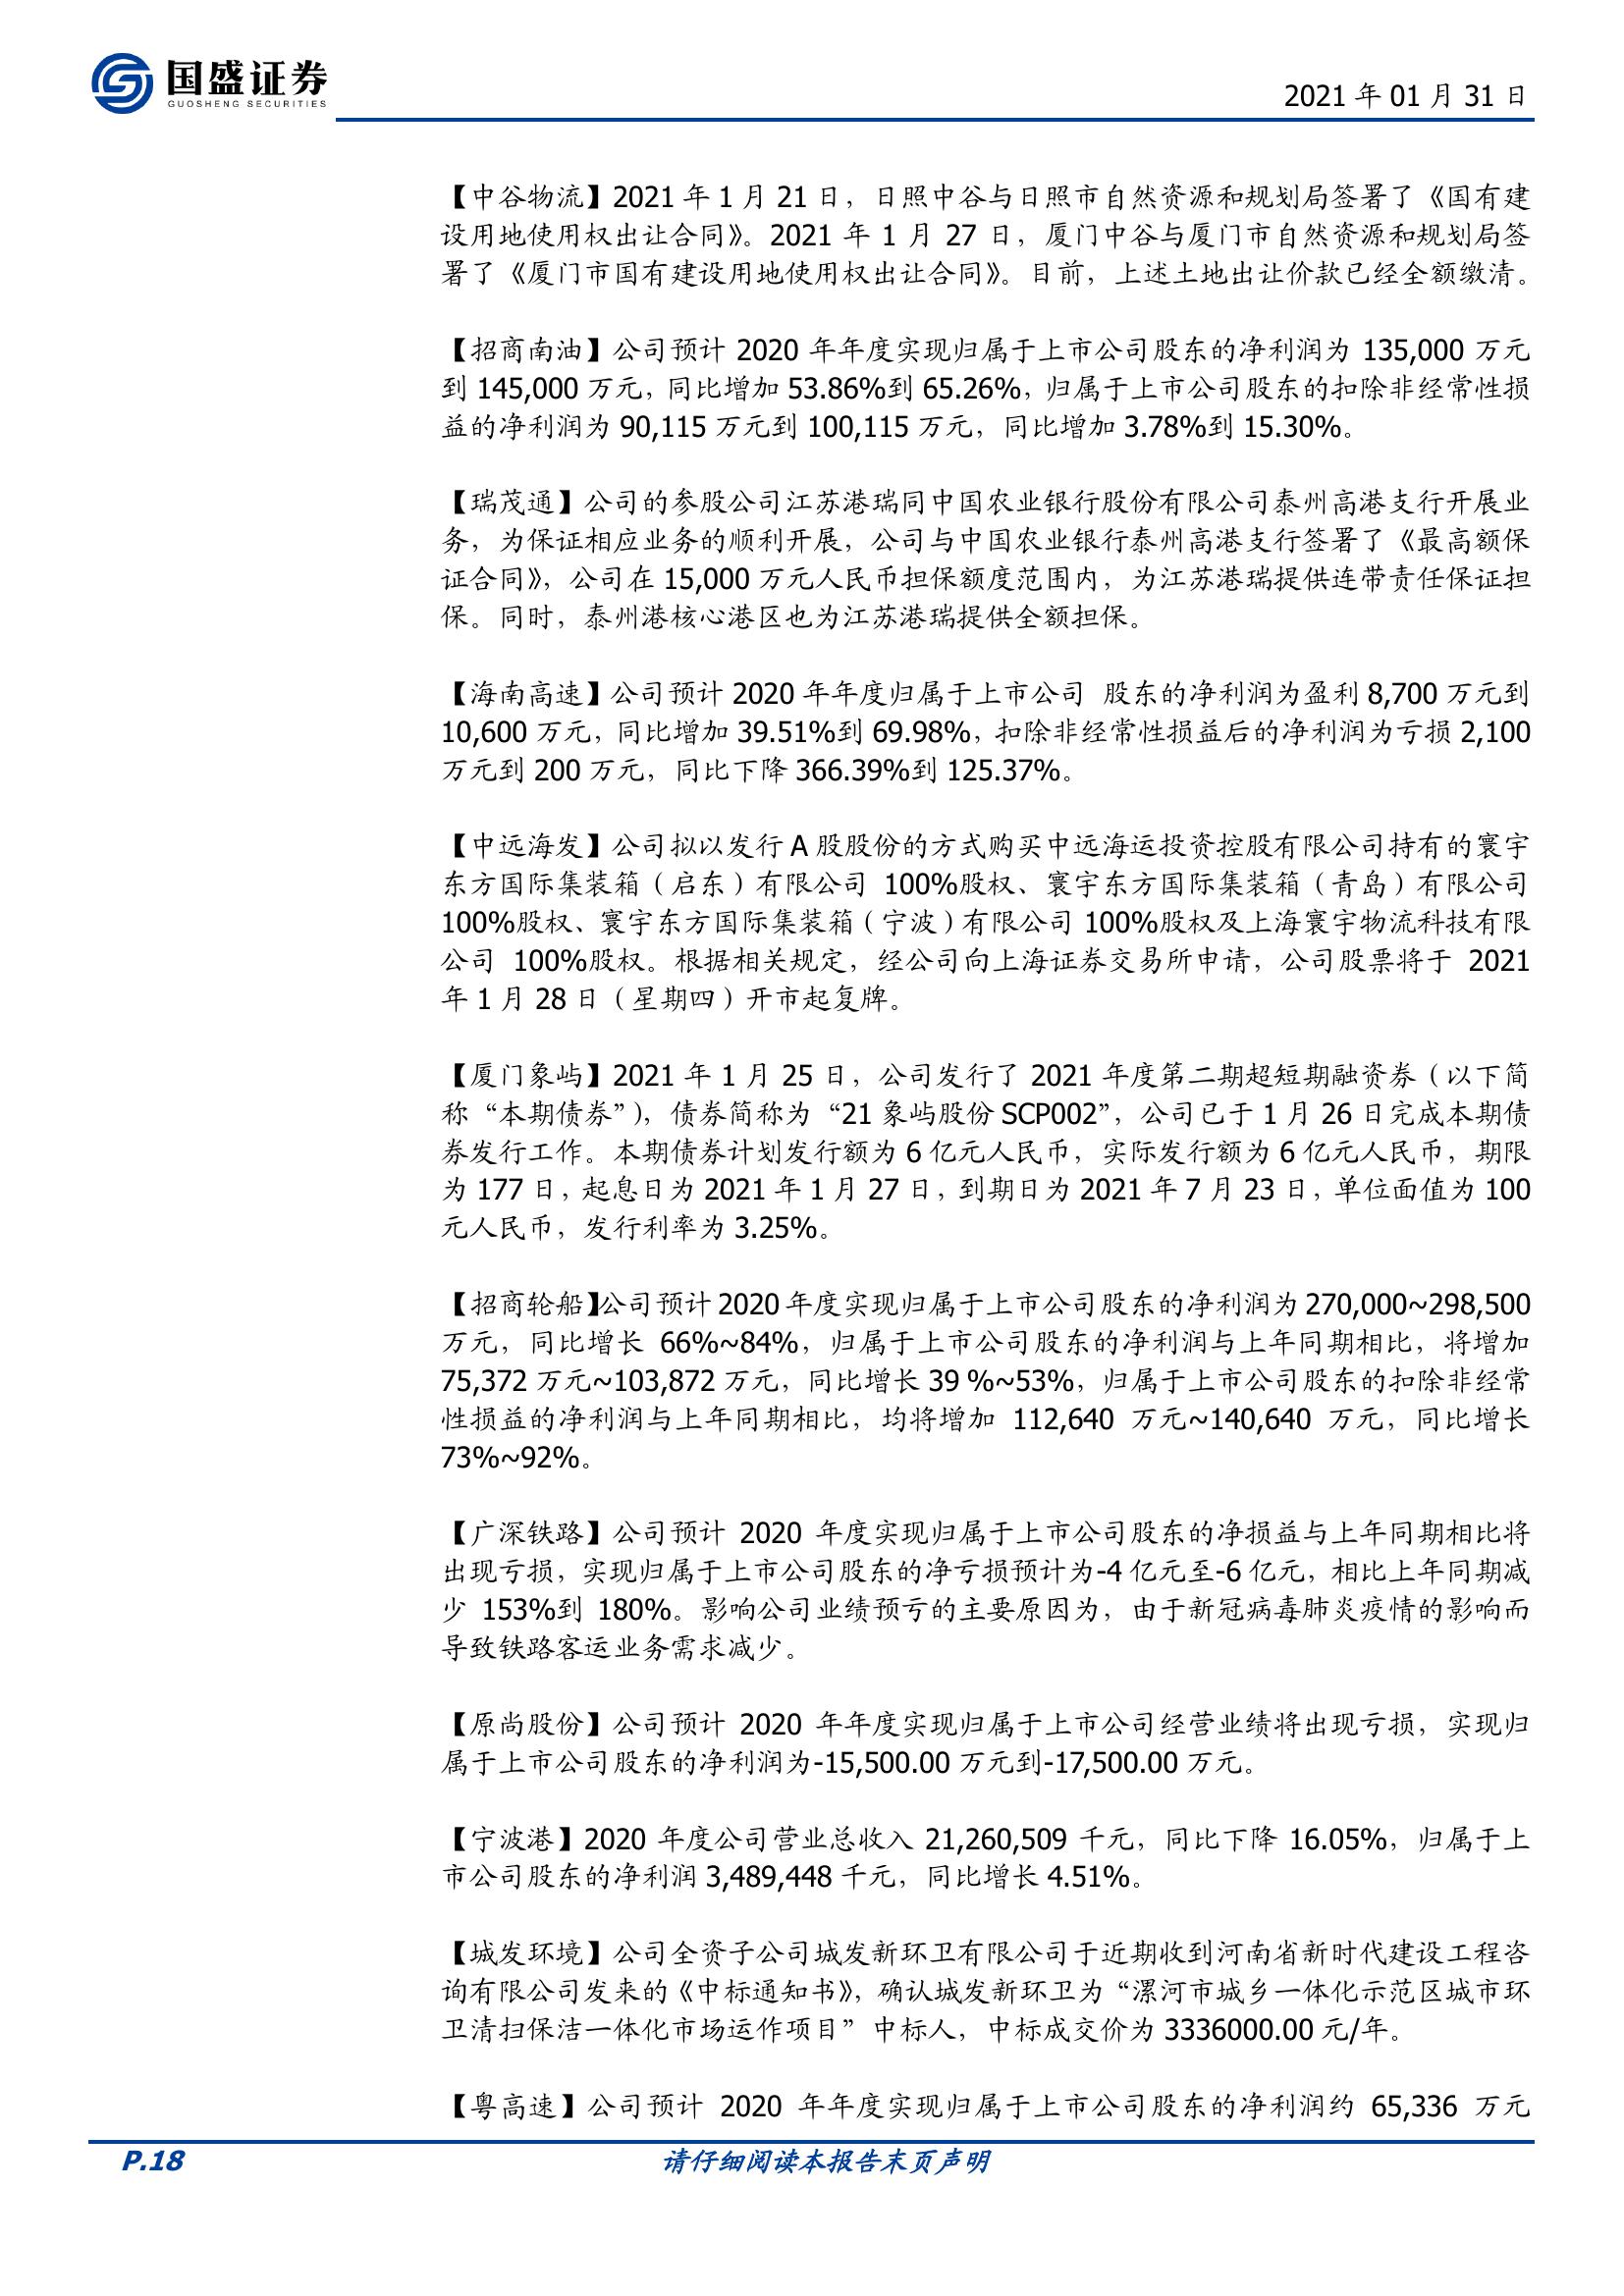 国盛证券
GUOSHENG SECURITIES
2021 年 01 月 31 日
【中谷物流】2021 年 1 月 21 日，日照中谷与日照市自然资源和规划局签署了《国有建
设用地使用权出让合同》。2021 年 1 月 27 日，厦门中谷与厦门市自然资源和规划局签
署了《厦门市国有建设用地使用权出让合同》。目前，上述土地出让价款已经全额缴清。
【招商南油】公司预计 2020 年年度实现归属于上市公司股东的净利润为 135,000 万元
到 145,000 万元，同比增加 53.86%到 65.26%，归属于上市公司股东的扣除非经常性损
益的净利润为 90,115 万元到 100,115 万元，同比增加 3.78%到 15.30%。
【瑞茂通】公司的参股公司江苏港瑞同中国农业银行股份有限公司泰州高港支行开展业
务，为保证相应业务的顺利开展，公司与中国农业银行泰州高港支行签署了《最高额保
证合同》，公司在 15,000 万元人民币担保额度范围内，为江苏港瑞提供连带责任保证担
保。同时，泰州港核心港区也为江苏港瑞提供全额担保。
【海南高速】公司预计 2020 年年度归属于上市公司 股东的净利润为盈利 8,700 万元到
10,600 万元，同比增加 39.51%到 69.98%，扣除非经常性损益后的净利润为亏损 2,100
万元到 200 万元，同比下降 366.39%到 125.37%。
【中远海发】公司拟以发行 A 股股份的方式购买中远海运投资控股有限公司持有的寰宇
东方国际集装箱（启东）有限公司 100%股权、寰宇东方国际集装箱（青岛）有限公司
100%股权、寰宇东方国际集装箱（宁波）有限公司 100%股权及上海寰宇物流科技有限
公司 100%股权。根据相关规定，经公司向上海证券交易所申请，公司股票将于 2021
年 1 月 28 日（星期四）开市起复牌。
【厦门象屿】2021 年 1 月 25 日，公司发行了 2021 年度第二期超短期融资券（以下简
称“本期债券”），债券简称为“21 象屿股份 SCP002”，公司已于 1 月 26 日完成本期债
券发行工作。本期债券计划发行额为 6 亿元人民币，实际发行额为 6 亿元人民币，期限
为 177 日，起息日为 2021 年 1 月 27 日，到期日为 2021 年 7 月 23 日，单位面值为 100
元人民币，发行利率为 3.25%。
【招商轮船】公司预计 2020 年度实现归属于上市公司股东的净利润为 270,000~298,500
万元，同比增长 66%~84%，归属于上市公司股东的净利润与上年同期相比，将增加
75,372 万元~103,872 万元，同比增长 39 %~53%，归属于上市公司股东的扣除非经常
性损益的净利润与上年同期相比，均将增加 112,640 万元~140,640 万元，同比增长
73%~92%。
【广深铁路】公司预计 2020 年度实现归属于上市公司股东的净损益与上年同期相比将
出现亏损，实现归属于上市公司股东的净亏损预计为-4 亿元至-6 亿元，相比上年同期减
少 153%到 180%。影响公司业绩预亏的主要原因为，由于新冠病毒肺炎疫情的影响而
导致铁路客运业务需求减少。
【原尚股份】公司预计 2020 年年度实现归属于上市公司经营业绩将出现亏损，实现归
属于上市公司股东的净利润为-15,500.00 万元到-17,500.00 万元。
【宁波港】2020 年度公司营业总收入 21,260,509 千元，同比下降 16.05%，归属于上
市公司股东的净利润 3,489,448 千元，同比增长 4.51%。
【城发环境】公司全资子公司城发新环卫有限公司于近期收到河南省新时代建设工程咨
询有限公司发来的《中标通知书》，确认城发新环卫为“漯河市城乡一体化示范区城市环
卫清扫保洁一体化市场运作项目”中标人，中标成交价为 3336000.00 元/年。
【粤高速】公司预计 2020 年年度实现归属于上市公司股东的净利润约 65,336 万元
P.18
请仔细阅读本报告末页声明